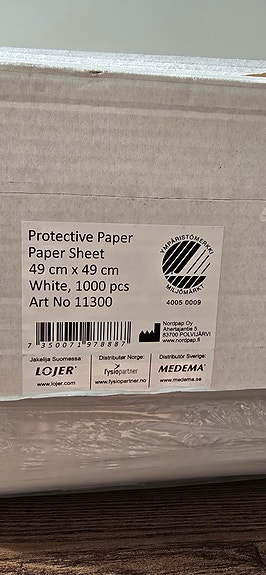 Protective Paper
Paper Sheet
49 cm x 49 cm
White, 1000 pcs
Art No 11300
YMPÄRISTÖMERKKI
MILJÖMÄRKT
4005 0009
7 350071 978887
Nordpap Oy
Ahertajantie 5
83700 POLVIJÄRVI
www.nordpap.fi
Jakelija Suomessa:
LOJER
www.lojer.com
Distributør Norge:
fysiopartner
www.fysiopartner.no
Distributör Sverige:
MEDEMA
www.medema.se